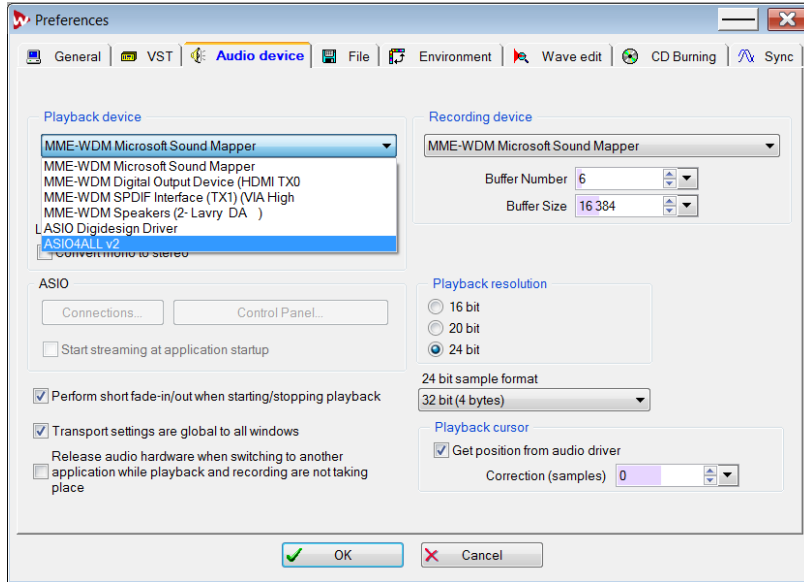 Preferences
General VST Audio device File Environment Wave edit CD Burning Sync
Playback device
MME-WDM Microsoft Sound Mapper
MME-WDM Microsoft Sound Mapper
MME-WDM Digital Output Device (HDMI TX0
MME-WDM SPDIF Interface (TX1) (VIA High
MME-WDM Speakers (2- Lavry DA )
L ASIO Digidesign Driver
ASIO4ALL v2
Convert mono to stereo
Recording device
MME-WDM Microsoft Sound Mapper
Buffer Number 6
Buffer Size 16 384
ASIO
Connections...
Control Panel...
Start streaming at application startup
Playback resolution
16 bit
20 bit
24 bit
Perform short fade-in/out when starting/stopping playback
Transport settings are global to all windows
Release audio hardware when switching to another
application while playback and recording are not taking
place
24 bit sample format
32 bit (4 bytes)
Playback cursor
Get position from audio driver
Correction (samples) 0
OK
Cancel